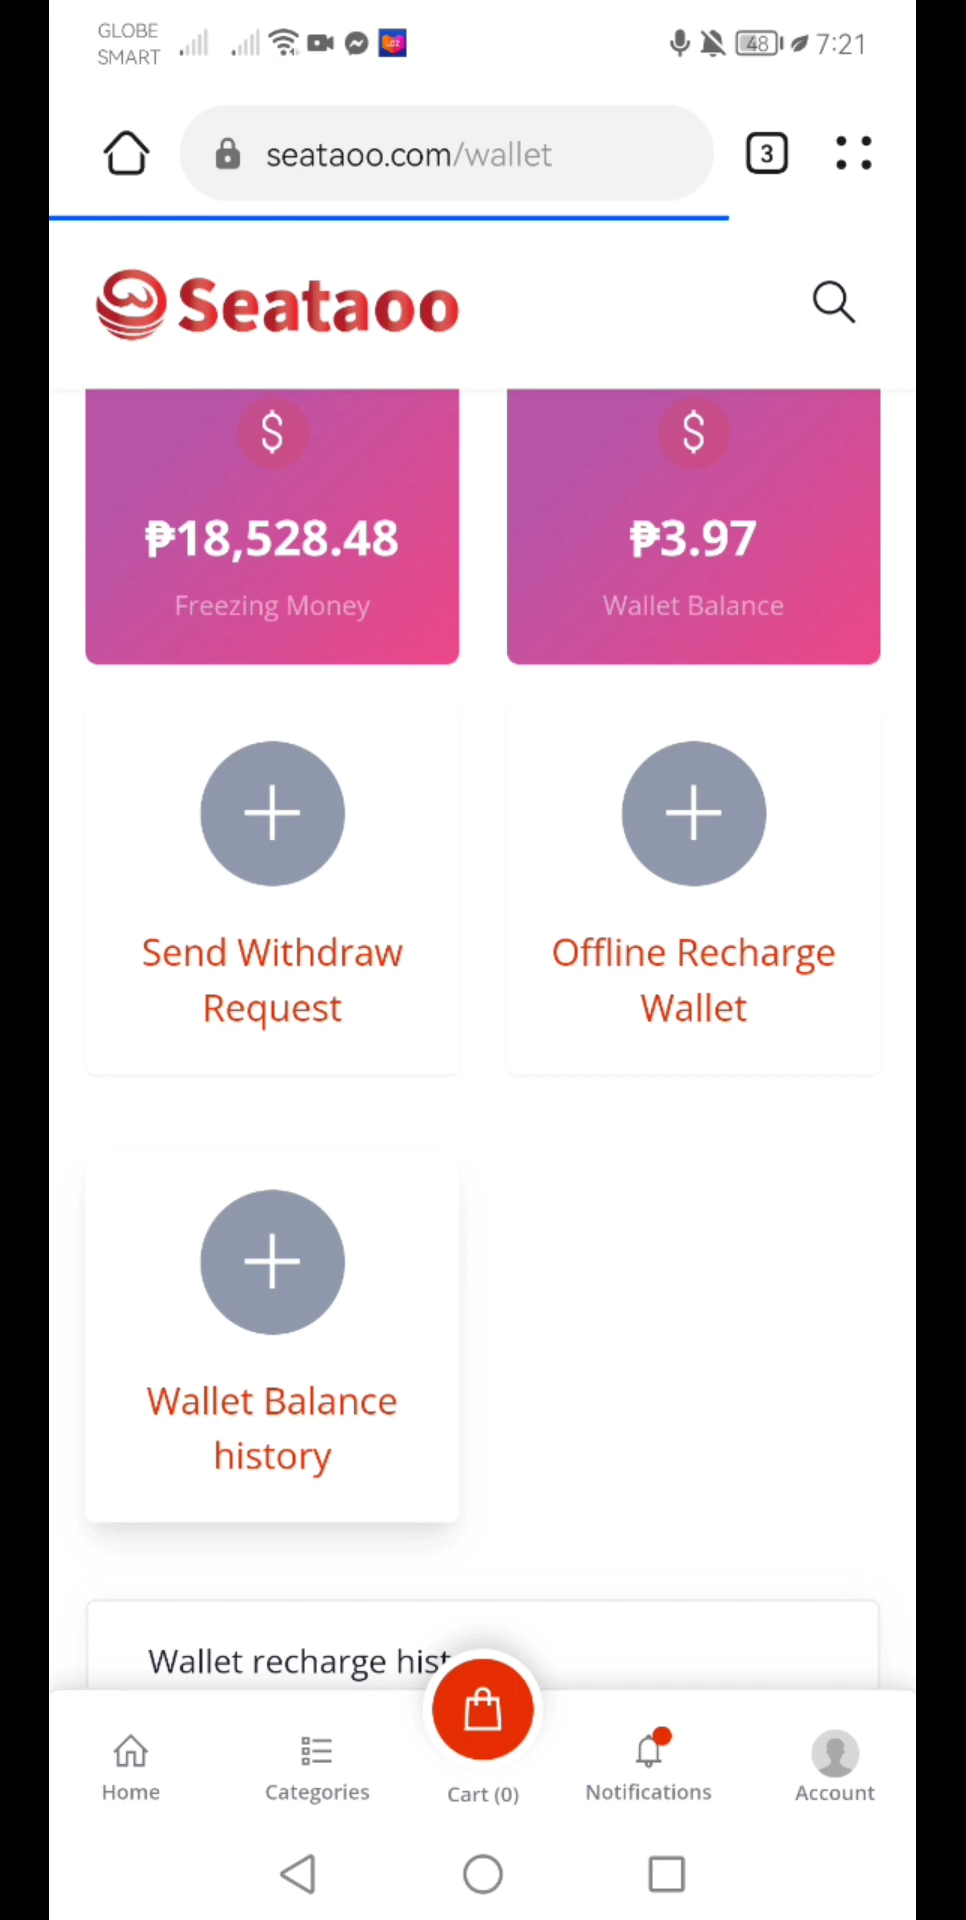 GLOBE
SMART
48
7:21
seataoo.com/wallet
3
Seataoo
$
$
₱18,528.48
₱3.97
Freezing Money
Wallet Balance
Send Withdraw
Request
Offline Recharge
Wallet
Wallet Balance
history
Wallet recharge hist
Home
Categories
Cart (0)
Notifications
Account